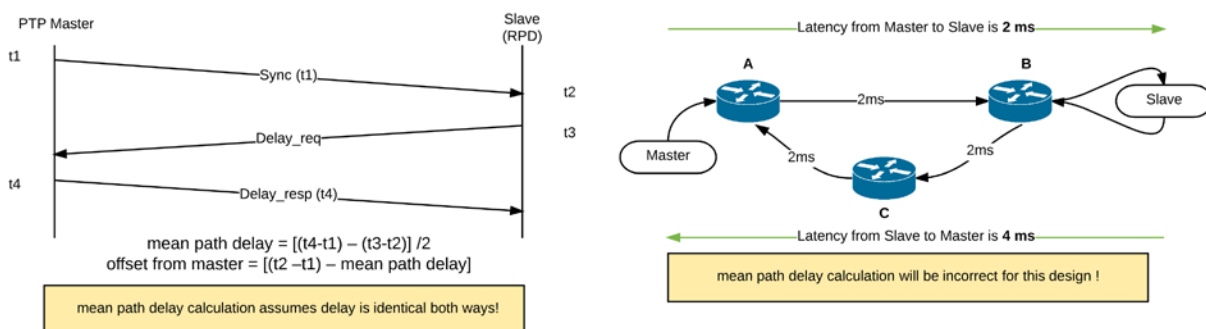 PTP Master
Slave
(RPD)
t1
Sync (t1)
t2
t3
Delay_req
t4
Delay_resp (t4)
mean path delay = [(t4-t1) – (t3-t2)] /2
offset from master = [(t2 –t1) – mean path delay]
mean path delay calculation assumes delay is identical both ways!
Latency from Master to Slave is 2 ms
A
B
2ms
Slave
Master
2ms
2ms
C
Latency from Slave to Master is 4 ms
mean path delay calculation will be incorrect for this design !